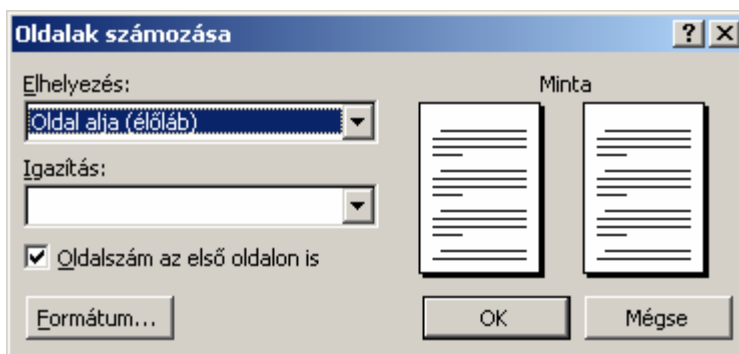 Oldalak számozása
Elhelyezés:
Minta
Oldal alja (élőláb)
Igazítás:
Oldalszám az első oldalon is
Formátum...
OK
Mégse